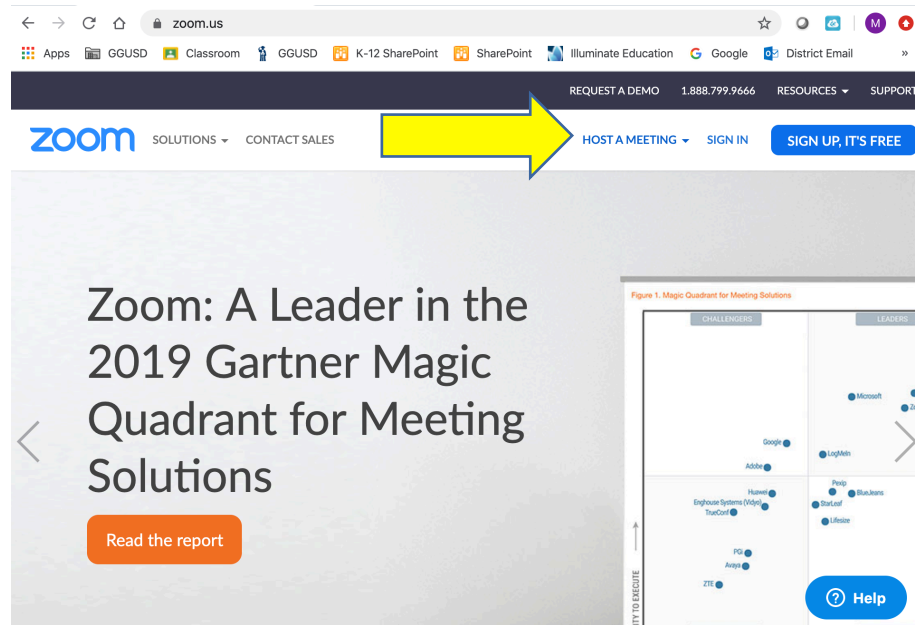 zoom.us
M
Apps GGUSD Classroom GGUSD K-12 SharePoint SharePoint Illuminate Education G Google District Email »
REQUEST A DEMO 1.888.799.9666 RESOURCES SUPPORT
zoom SOLUTIONS CONTACT SALES HOST A MEETING SIGN IN SIGN UP, IT'S FREE
Zoom: A Leader in the
2019 Gartner Magic
Quadrant for Meeting
Solutions
Read the report
Figure 1. Magic Quadrant for Meeting Solutions
CHALLENGERS LEADERS
Microsoft
Google
LogMeIn
Adobe
Pexip
Huawei BlueJeans
Enghouse Systems (Vidyo) StarLeaf
TrueConf Lifesize
PGi
Avaya
ZTE
TY TO EXECUTE
? Help